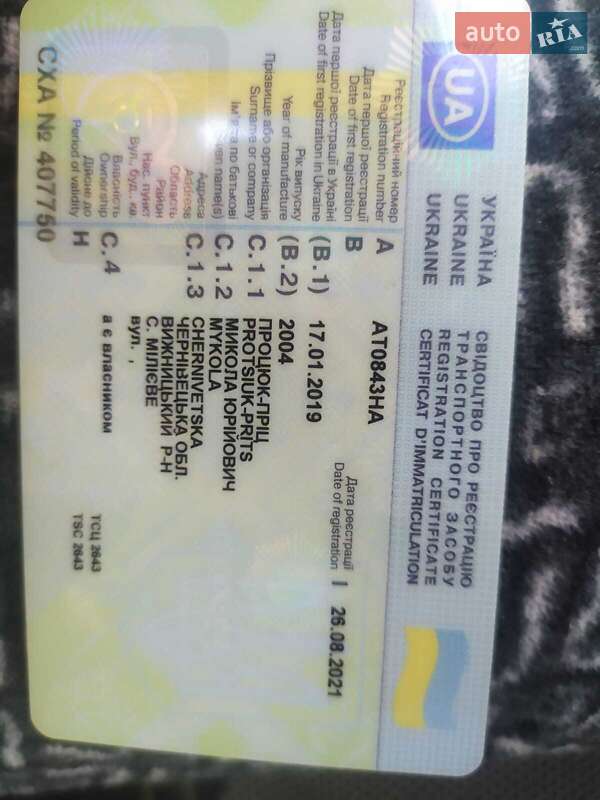 auto RIA .com
UA
УКРАЇНА
UKRAINE
UKRAINE
СВІДОЦТВО ПРО РЕЄСТРАЦІЮ
ТРАНСПОРТНОГО ЗАСОБУ
REGISTRATION CERTIFICATE
CERTIFICAT D'IMMATRICULATION
Реєстраційний номер
Registration number A AT0843HA
Дата першої реєстрації
Date of first registration B
Дата першої реєстрації в Україні
Date of first registration in Ukraine (B.1) 17.01.2019
Дата реєстрації
Date of registration I 26.08.2021
Рік випуску
Year of manufacture (B.2) 2004
Прізвище або організація
Surname or company C.1.1 ПРОЦЮК-ПРІЦ
PROTSIUK-PRITS
Ім'я, по батькові
Given name(s) C.1.2 МИКОЛА ЮРІЙОВИЧ
MYKOLA
Адреса
Address C.1.3 CHERNIVETSKA
Область ЧЕРНІВЕЦЬКА ОБЛ.
Район ВИЖНИЦЬКИЙ Р-Н
Нас. пункт С. МІЛІЄВЕ
Вул., буд., кв. вул. ,
Власність
Ownership C.4 а є власником
Дійсне до
Period of validity H
ТСЦ 2643
TSC 2643
СХА № 407750